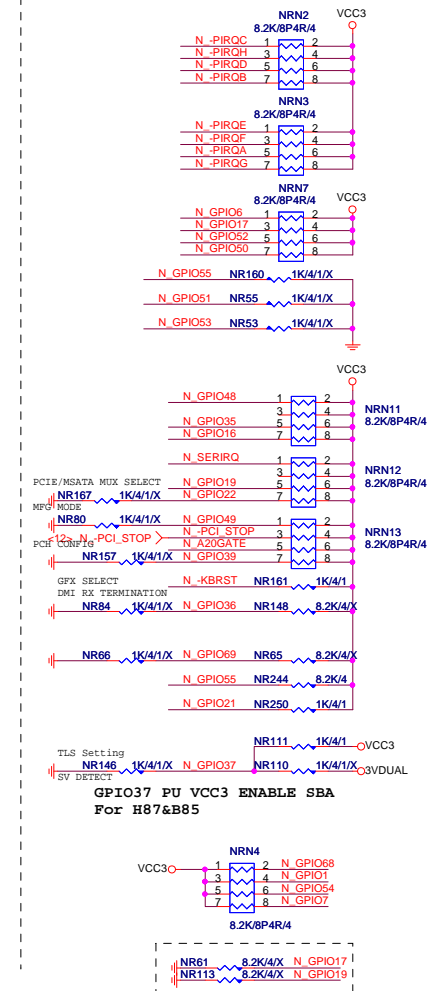 NRN2 VCC3
8.2K/8P4R/4
N_-PIRQC 1 2
N_-PIRQH 3 4
N_-PIRQD 5 6
N_-PIRQB 7 8
NRN3
8.2K/8P4R/4
N_-PIRQE 1 2
N_-PIRQF 3 4
N_-PIRQA 5 6
N_-PIRQG 7 8
NRN7
8.2K/8P4R/4 VCC3
N_GPIO6 1 2
N_GPIO17 3 4
N_GPIO52 5 6
N_GPIO50 7 8
N_GPIO55 NR160 1K/4/1/X
N_GPIO51 NR55 1K/4/1/X
N_GPIO53 NR53 1K/4/1/X
VCC3
N_GPIO48 1 2
3 4 NRN11
N_GPIO35 5 6 8.2K/8P4R/4
N_GPIO16 7 8
N_SERIRQ 1 2
3 4 NRN12
N_GPIO19 5 6 8.2K/8P4R/4
PCIE/MSATA MUX SELECT
NR167 1K/4/1/X N_GPIO22 7 8
MFG MODE
NR80 1K/4/1/X N_GPIO49 1 2
<12> N_-PCI_STOP N_-PCI_STOP 3 4 NRN13
PCH CONFIG N_A20GATE 5 6 8.2K/8P4R/4
NR157 1K/4/1/X N_GPIO39 7 8
GFX SELECT N_-KBRST NR161 1K/4/1
DMI RX TERMINATION
NR84 1K/4/1/X N_GPIO36 NR148 8.2K/4/X
NR66 1K/4/1/X N_GPIO69 NR65 8.2K/4/X
N_GPIO55 NR244 8.2K/4
N_GPIO21 NR250 1K/4/1
NR111 1K/4/1 VCC3
TLS Setting
NR146 1K/4/1/X N_GPIO37 NR110 1K/4/1/X 3VDUAL
SV DETECT
GPIO37 PU VCC3 ENABLE SBA
For H87&B85
NRN4
VCC3 1 2 N_GPIO68
3 4 N_GPIO1
5 6 N_GPIO54
7 8 N_GPIO7
8.2K/8P4R/4
NR61 8.2K/4/X N_GPIO17
NR113 8.2K/4/X N_GPIO19